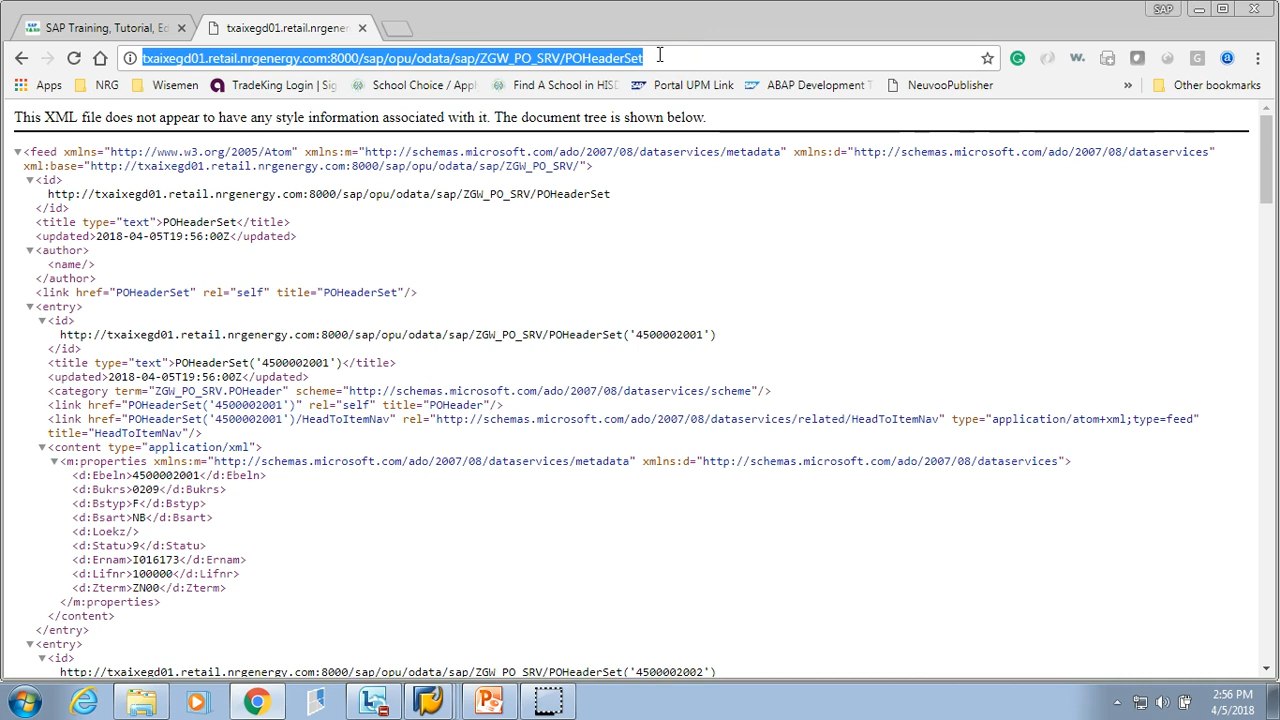 SAP
SAP Training, Tutorial, Ed
txaixegd01.retail.nrgener
txaixegd01.retail.nrgenergy.com:8000/sap/opu/odata/sap/ZGW_PO_SRV/POHeaderSet
Apps NRG Wisemen TradeKing Login | Sig School Choice / Appl Find A School in HISD Portal UPM Link ABAP Development T NeuvooPublisher » Other bookmarks
This XML file does not appear to have any style information associated with it. The document tree is shown below.
▼<feed xmlns="http://www.w3.org/2005/Atom" xmlns:m="http://schemas.microsoft.com/ado/2007/08/dataservices/metadata" xmlns:d="http://schemas.microsoft.com/ado/2007/08/dataservices"
xml:base="http://txaixegd01.retail.nrgenergy.com:8000/sap/opu/odata/sap/ZGW_PO_SRV/">
▼<id>
http://txaixegd01.retail.nrgenergy.com:8000/sap/opu/odata/sap/ZGW_PO_SRV/POHeaderSet
</id>
<title type="text">POHeaderSet</title>
<updated>2018-04-05T19:56:00Z</updated>
▼<author>
<name/>
</author>
<link href="POHeaderSet" rel="self" title="POHeaderSet"/>
▼<entry>
▼<id>
http://txaixegd01.retail.nrgenergy.com:8000/sap/opu/odata/sap/ZGW_PO_SRV/POHeaderSet('4500002001')
</id>
<title type="text">POHeaderSet('4500002001')</title>
<updated>2018-04-05T19:56:00Z</updated>
<category term="ZGW_PO_SRV.POHeader" scheme="http://schemas.microsoft.com/ado/2007/08/dataservices/scheme"/>
<link href="POHeaderSet('4500002001')" rel="self" title="POHeader"/>
<link href="POHeaderSet('4500002001')/HeadToItemNav" rel="http://schemas.microsoft.com/ado/2007/08/dataservices/related/HeadToItemNav" type="application/atom+xml;type=feed"
title="HeadToItemNav"/>
▼<content type="application/xml">
▼<m:properties xmlns:m="http://schemas.microsoft.com/ado/2007/08/dataservices/metadata" xmlns:d="http://schemas.microsoft.com/ado/2007/08/dataservices">
<d:Ebeln>4500002001</d:Ebeln>
<d:Bukrs>0209</d:Bukrs>
<d:Bstyp>F</d:Bstyp>
<d:Bsart>NB</d:Bsart>
<d:Loekz/>
<d:Statu>9</d:Statu>
<d:Ernam>I016173</d:Ernam>
<d:Lifnr>100000</d:Lifnr>
<d:Zterm>ZN00</d:Zterm>
</m:properties>
</content>
</entry>
▼<entry>
▼<id>
http://txaixegd01.retail.nrgenergy.com:8000/sap/opu/odata/sap/ZGW_PO_SRV/POHeaderSet('4500002002')
2:56 PM
4/5/2018